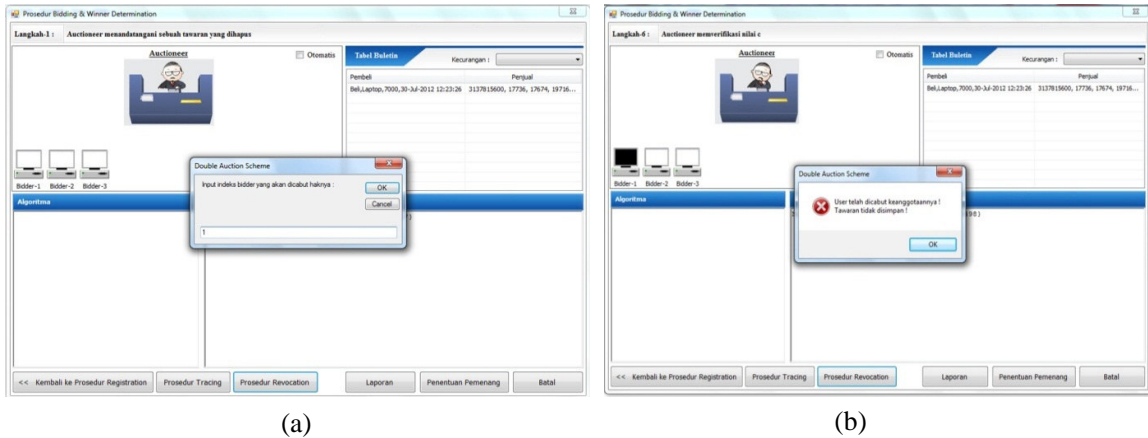 Prosedur Bidding & Winner Determination
Langkah-1 : Auctioneer menandatangani sebuah tawaran yang dihapus
Auctioneer
Otomatis
Tabel Buletin
Kecurangan :
Pembeli Penjual
Beli,Laptop,7000,30-Jul-2012 12:23:26 3137815600, 17736, 17674, 19716...
Bidder-1 Bidder-2 Bidder-3
Double Auction Scheme
Input indeks bidder yang akan dicabut haknya :
OK
Cancel
1
Algoritma
<< Kembali ke Prosedur Registration Prosedur Tracing Prosedur Revocation Laporan Penentuan Pemenang Batal
(a)
Prosedur Bidding & Winner Determination
Langkah-6 : Auctioneer memverifikasi nilai c
Auctioneer
Otomatis
Tabel Buletin
Kecurangan :
Pembeli Penjual
Beli,Laptop,7000,30-Jul-2012 12:23:26 3137815600, 17736, 17674, 19716...
Bidder-1 Bidder-2 Bidder-3
Double Auction Scheme
User telah dicabut keanggotaannya !
Tawaran tidak disimpan !
OK
Algoritma
<< Kembali ke Prosedur Registration Prosedur Tracing Prosedur Revocation Laporan Penentuan Pemenang Batal
(b)